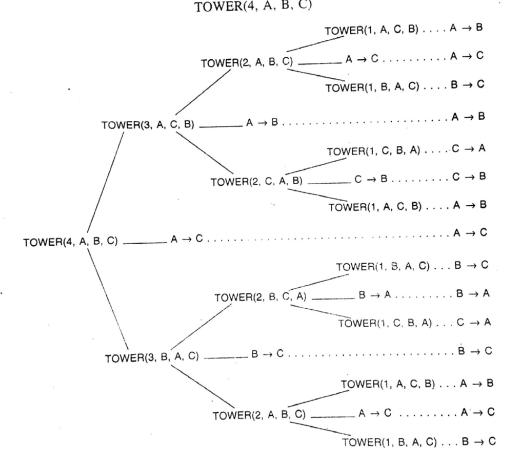 TOWER(4, A, B, C)
TOWER(1, A, C, B) .... A → B
TOWER(2, A, B, C) A → C .......... A → C
TOWER(1, B, A, C) .... B → C
TOWER(3, A, C, B) A → B .......................... A → B
TOWER(1, C, B, A) .... C → A
TOWER(2, C, A, B) C → B .......... C → B
TOWER(1, A, C, B) .... A → B
TOWER(4, A, B, C) A → C ...................................... A → C
TOWER(1, B, A, C) ... B → C
TOWER(2, B, C, A) B → A .......... B → A
TOWER(1, C, B, A) ... C → A
TOWER(3, B, A, C) B → C .......................... B → C
TOWER(1, A, C, B) ... A → B
TOWER(2, A, B, C) A → C ......... A → C
TOWER(1, B, A, C) ... B → C